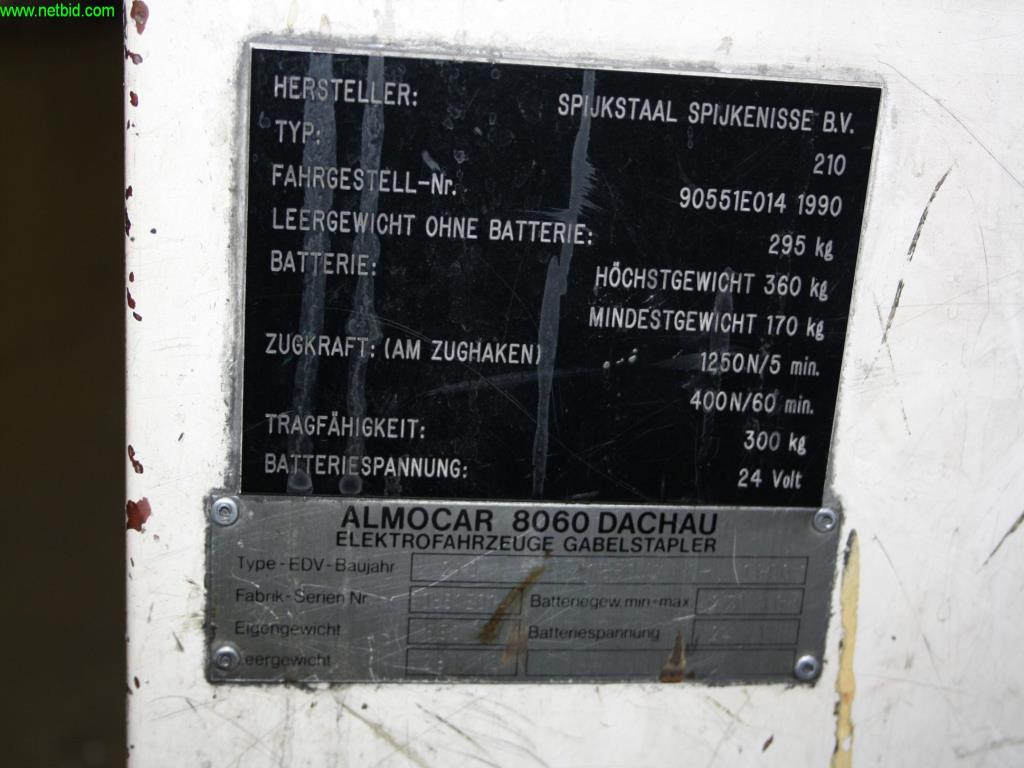 www.netbid.com
HERSTELLER: SPIJKSTAAL SPIJKENISSE B.V.
TYP: 210
FAHRGESTELL-Nr. 90551E014 1990
LEERGEWICHT OHNE BATTERIE: 295 kg
BATTERIE: HÖCHSTGEWICHT 360 kg
MINDESTGEWICHT 170 kg
ZUGKRAFT: (AM ZUGHAKEN) 1250N/5 min.
400N/60 min.
TRAGFÄHIGKEIT: 300 kg
BATTERIESPANNUNG: 24 Volt
ALMOCAR 8060 DACHAU
ELEKTROFAHRZEUGE GABELSTAPLER
Type-EDV-Baujahr
Fabrik-Serien Nr Batteriegew. min-max
Eigengewicht Batteriespannung
Leergewicht